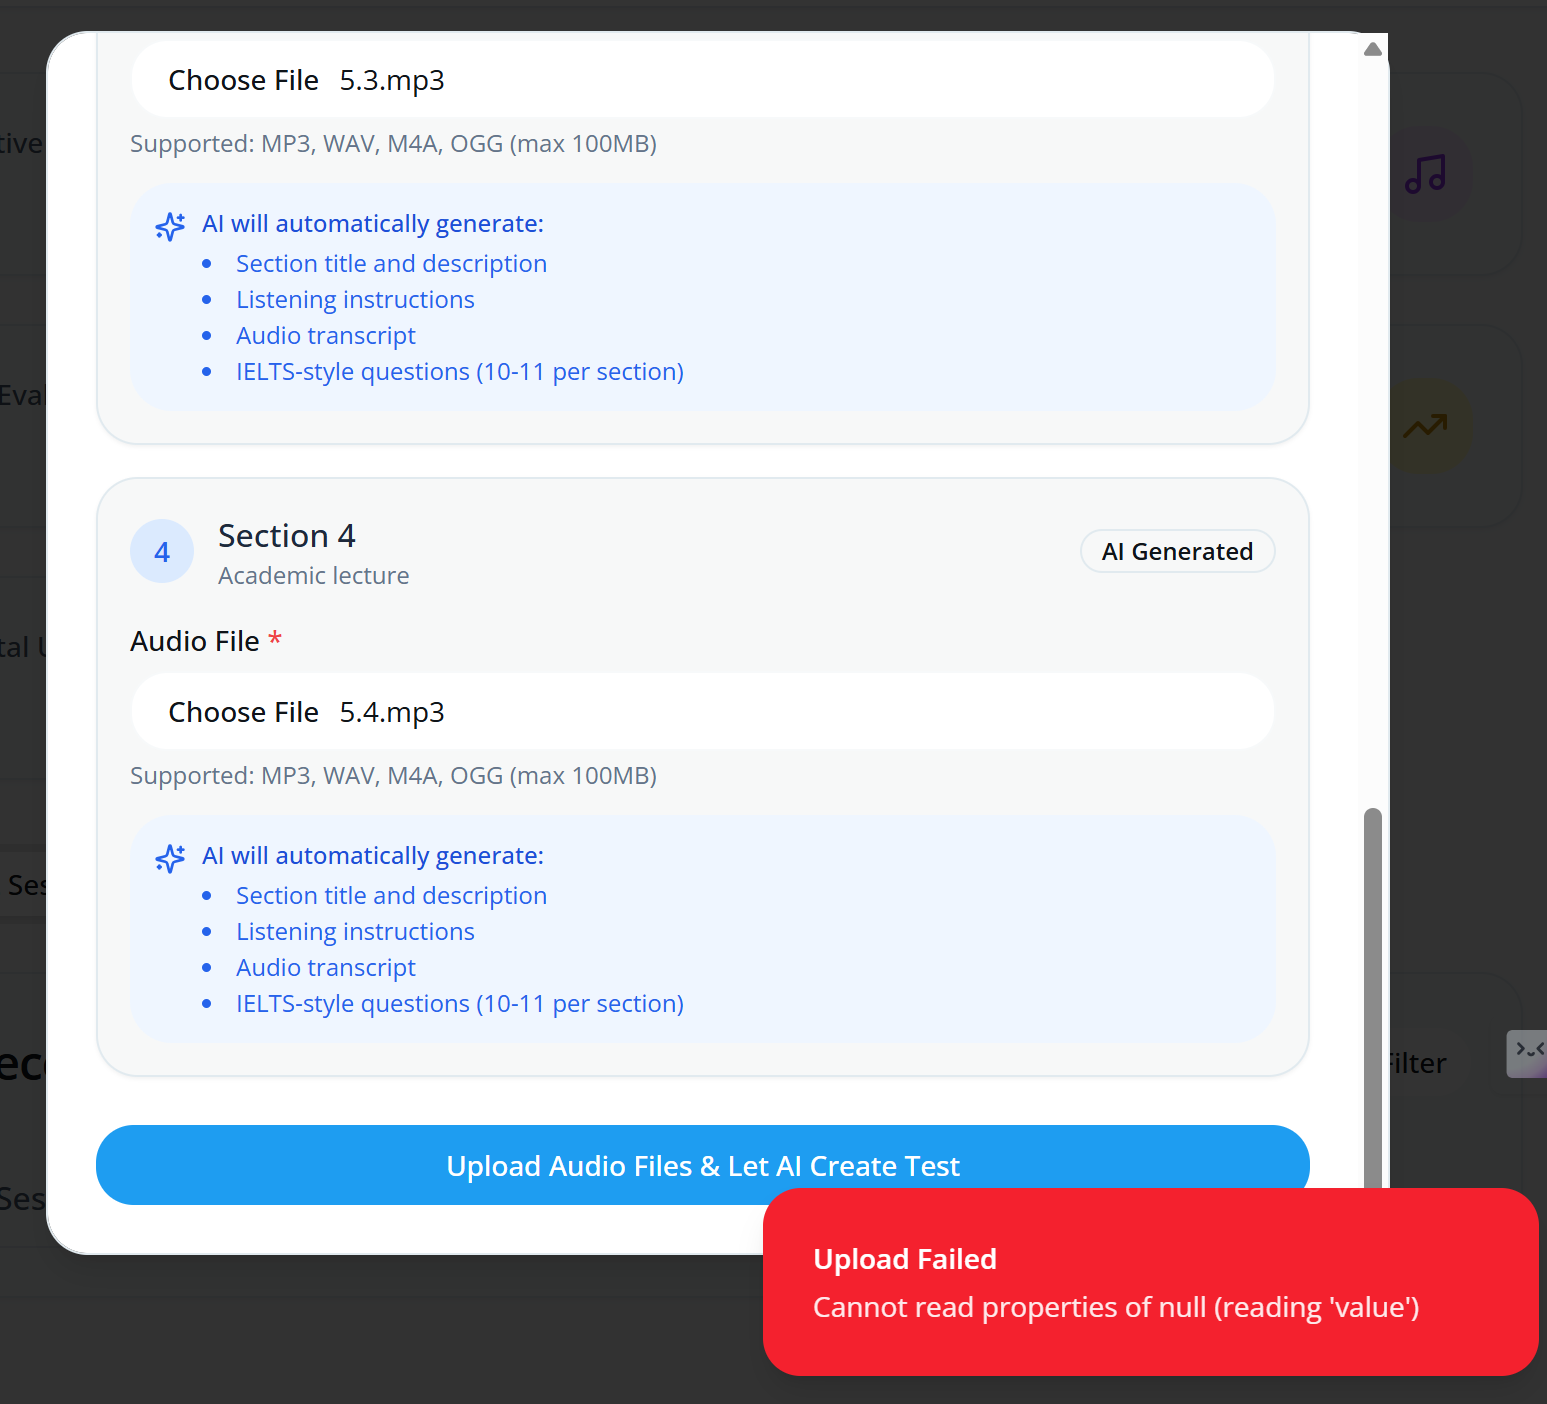 Choose File 5.3.mp3
Supported: MP3, WAV, M4A, OGG (max 100MB)
tive
AI will automatically generate:
Section title and description
Listening instructions
Audio transcript
IELTS-style questions (10-11 per section)
Eval
4
Section 4
Academic lecture
AI Generated
Audio File *
tal U
Choose File 5.4.mp3
Supported: MP3, WAV, M4A, OGG (max 100MB)
AI will automatically generate:
Ses
Section title and description
Listening instructions
Audio transcript
IELTS-style questions (10-11 per section)
ec
Filter
Upload Audio Files & Let AI Create Test
Ses
Upload Failed
Cannot read properties of null (reading 'value')